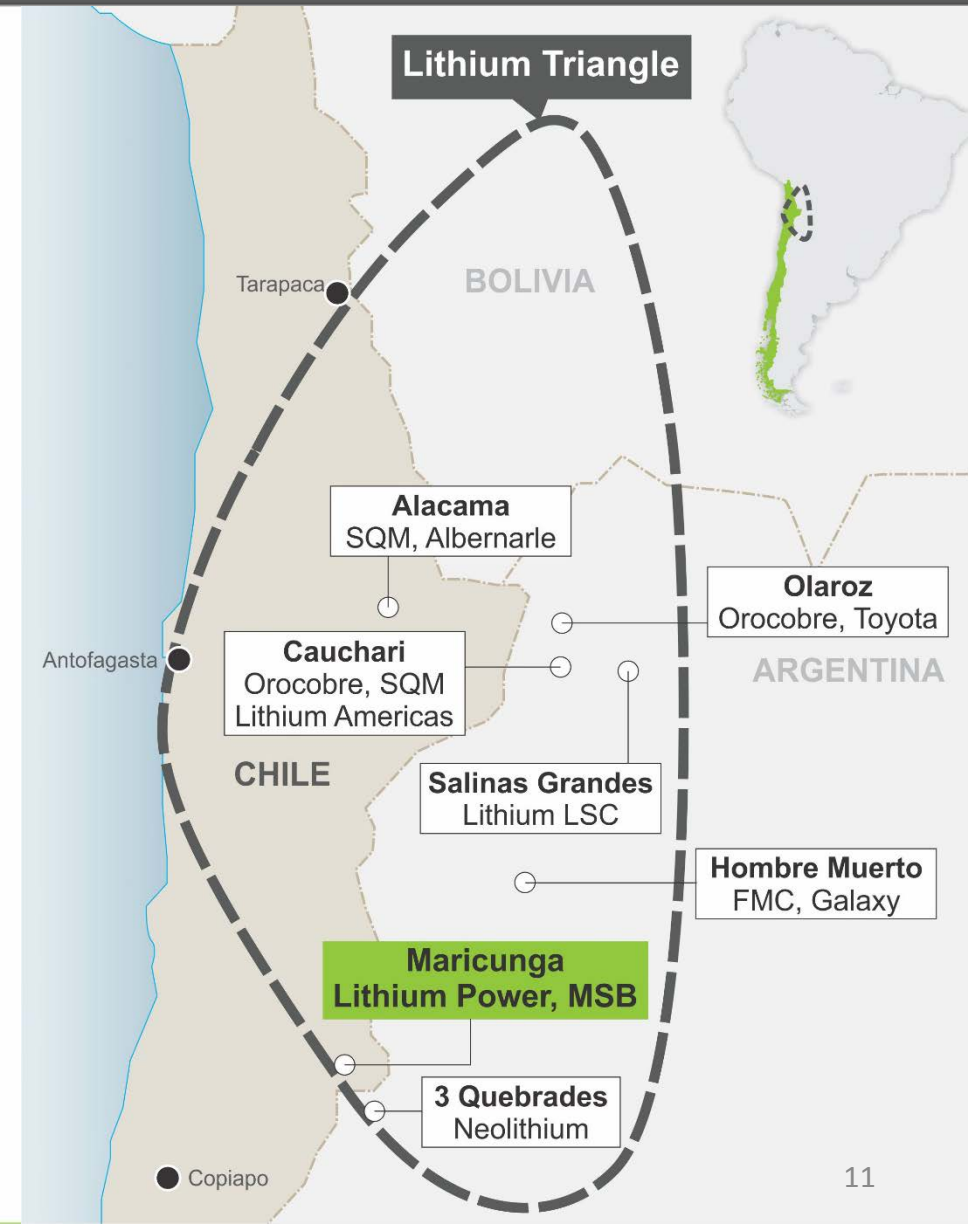 Lithium Triangle
Tarapaca
BOLIVIA
Alacama
SQM, Albernarle
Olaroz
Orocobre, Toyota
Antofagasta
Cauchari
Orocobre, SQM
Lithium Americas
ARGENTINA
CHILE
Salinas Grandes
Lithium LSC
Hombre Muerto
FMC, Galaxy
Maricunga
Lithium Power, MSB
3 Quebrades
Neolithium
Copiapo
11